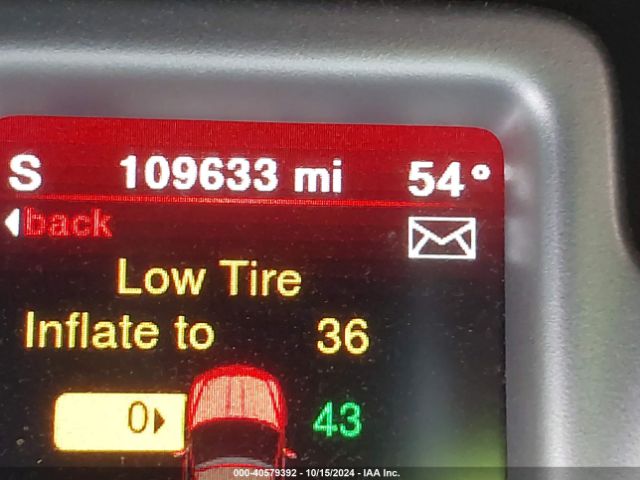 S 109633 mi 54°
back
Low Tire
Inflate to 36
0 43
000-40579392 - 10/15/2024 - IAA Inc.